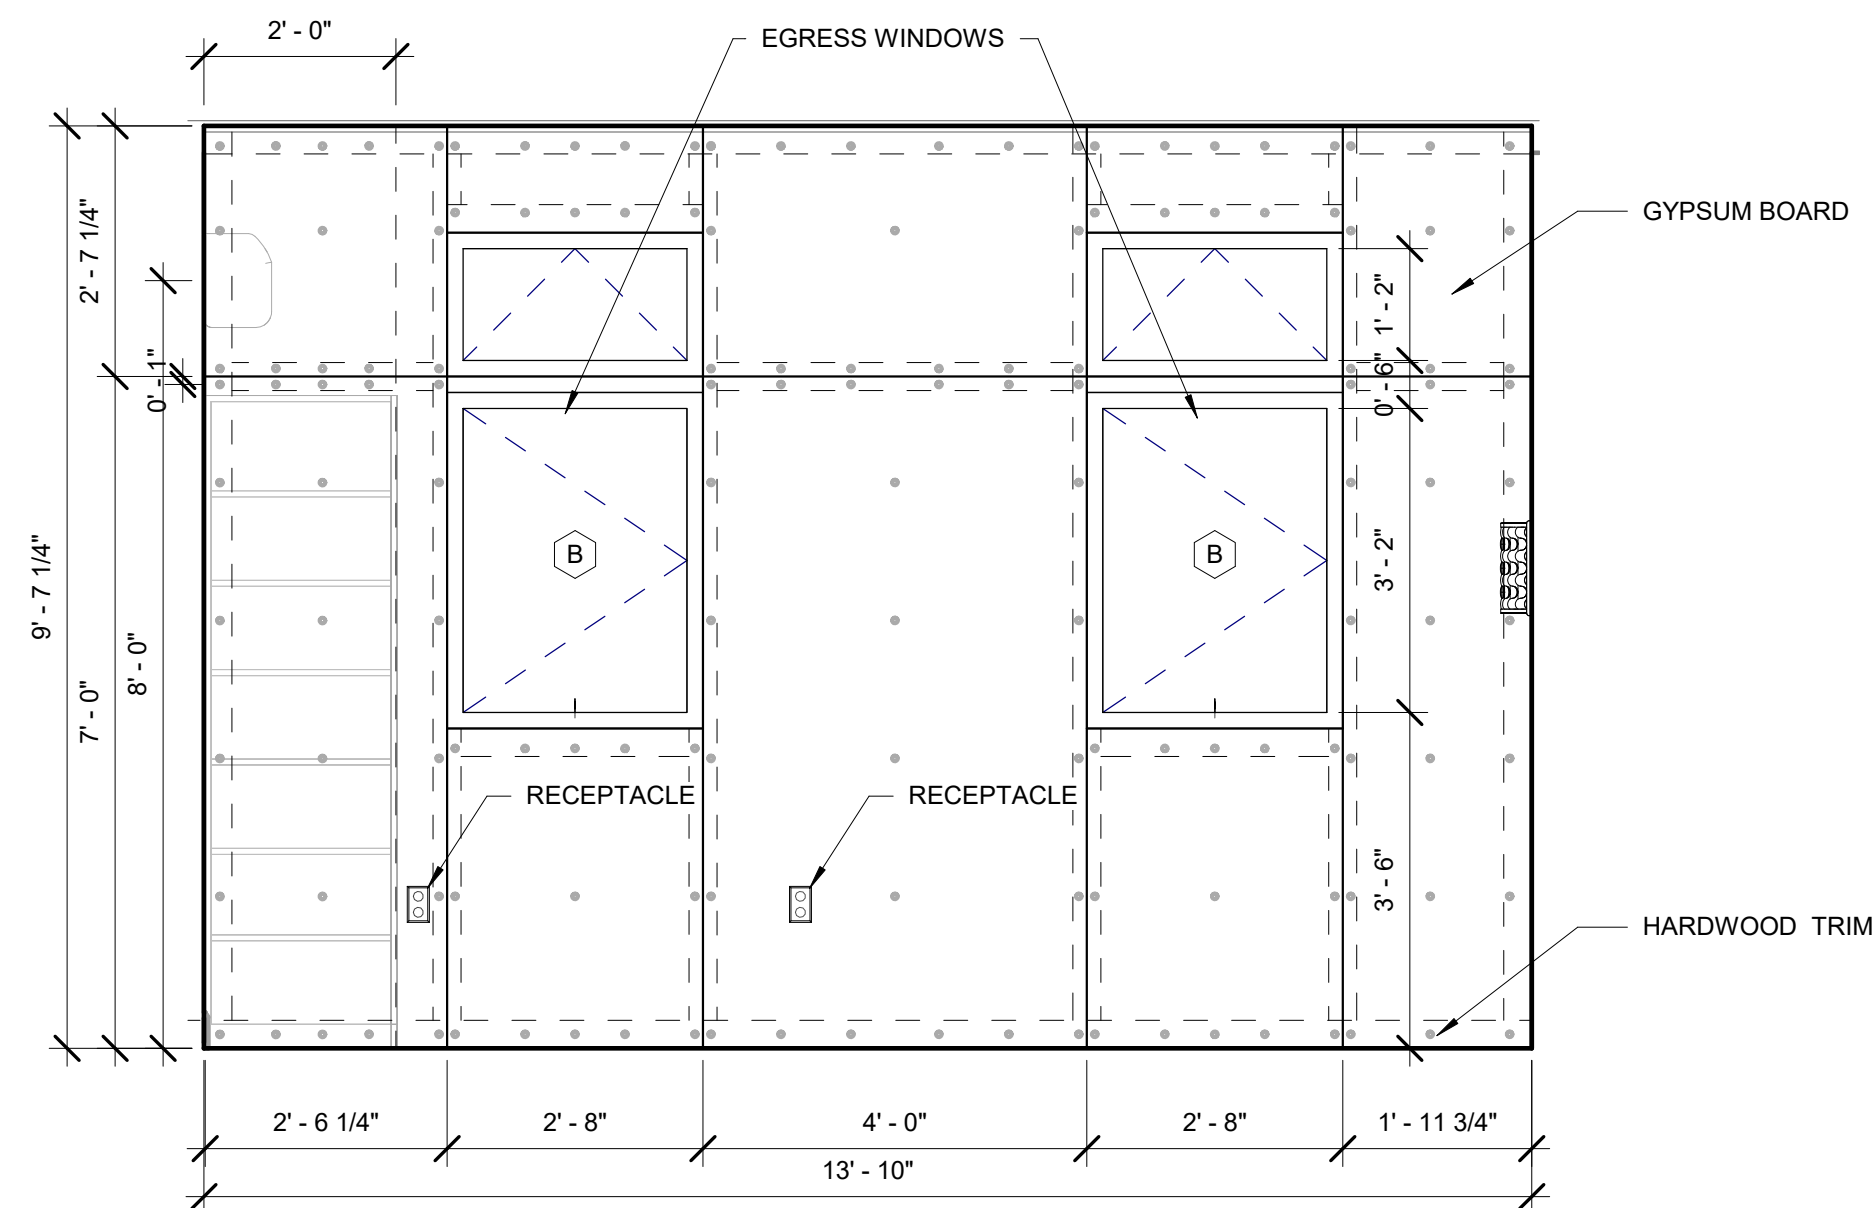 2' - 0"
EGRESS WINDOWS
GYPSUM BOARD
2' - 7 1/4"
1' - 2"
0' - 1"
0' - 6"
9' - 7 1/4"
7' - 0"
8' - 0"
B
B
3' - 2"
RECEPTACLE
RECEPTACLE
3' - 6"
HARDWOOD  TRIM
2' - 6 1/4"
2' - 8"
4' - 0"
2' - 8"
1' - 11 3/4"
13' - 10"